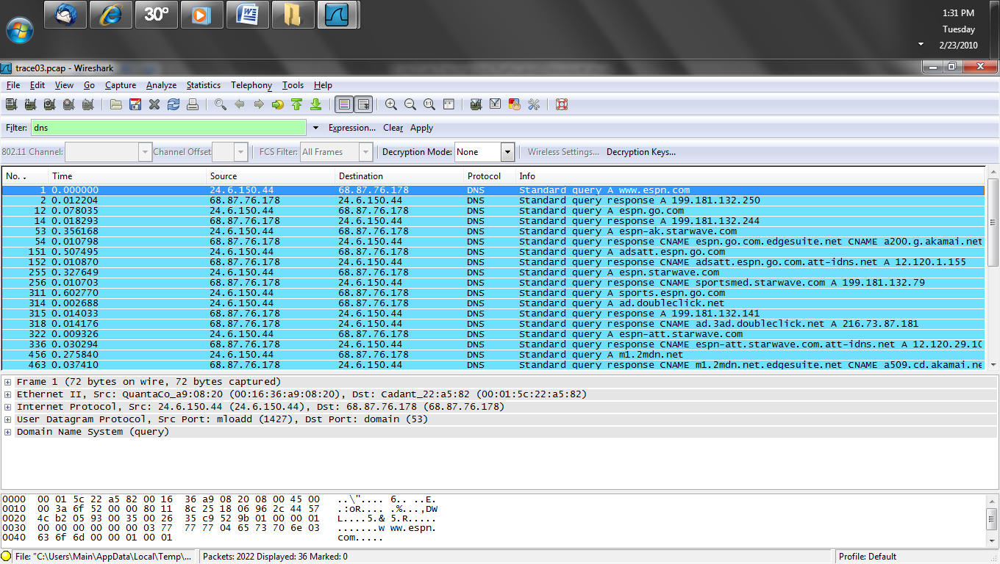 30°
1:31 PM
Tuesday
2/23/2010
trace03.pcap - Wireshark
File Edit View Go Capture Analyze Statistics Telephony Tools Help
Filter: dns Expression... Clear Apply
802.11 Channel: Channel Offset FCS Filter: All Frames Decryption Mode: None Wireless Settings... Decryption Keys...
No. . Time Source Destination Protocol Info
1 0.000000 24.6.150.44 68.87.76.178 DNS Standard query A www.espn.com
2 0.012204 68.87.76.178 24.6.150.44 DNS Standard query response A 199.181.132.250
12 0.078035 24.6.150.44 68.87.76.178 DNS Standard query A espn.go.com
14 0.018293 68.87.76.178 24.6.150.44 DNS Standard query response A 199.181.132.244
53 0.356168 24.6.150.44 68.87.76.178 DNS Standard query A espn-ak.starwave.com
54 0.010798 68.87.76.178 24.6.150.44 DNS Standard query response CNAME espn.go.com.edgesuite.net CNAME a200.g.akamai.net
151 0.507495 24.6.150.44 68.87.76.178 DNS Standard query A adsatt.espn.go.com
152 0.010870 68.87.76.178 24.6.150.44 DNS Standard query response CNAME adsatt.espn.go.com.att-idns.net A 12.120.1.155
255 0.327649 24.6.150.44 68.87.76.178 DNS Standard query A espn.starwave.com
256 0.010703 68.87.76.178 24.6.150.44 DNS Standard query response CNAME sportsmed.starwave.com A 199.181.132.79
311 0.602770 24.6.150.44 68.87.76.178 DNS Standard query A sports.espn.go.com
314 0.002688 24.6.150.44 68.87.76.178 DNS Standard query A ad.doubleclick.net
315 0.014033 68.87.76.178 24.6.150.44 DNS Standard query response A 199.181.132.141
318 0.014176 68.87.76.178 24.6.150.44 DNS Standard query response CNAME ad.3ad.doubleclick.net A 216.73.87.181
322 0.009326 24.6.150.44 68.87.76.178 DNS Standard query A espn-att.starwave.com
336 0.030294 68.87.76.178 24.6.150.44 DNS Standard query response CNAME espn-att.starwave.com.att-idns.net A 12.120.29.10
456 0.275840 24.6.150.44 68.87.76.178 DNS Standard query A m1.2mdn.net
463 0.037410 68.87.76.178 24.6.150.44 DNS Standard query response CNAME m1.2mdn.net.edgesuite.net CNAME a509.cd.akamai.ne
Frame 1 (72 bytes on wire, 72 bytes captured)
Ethernet II, Src: QuantaCo_a9:08:20 (00:16:36:a9:08:20), Dst: Cadant_22:a5:82 (00:01:5c:22:a5:82)
Internet Protocol, Src: 24.6.150.44 (24.6.150.44), Dst: 68.87.76.178 (68.87.76.178)
User Datagram Protocol, Src Port: mloadd (1427), Dst Port: domain (53)
Domain Name System (query)
0000 00 01 5c 22 a5 82 00 16 36 a9 08 20 08 00 45 00 ..\".... 6.. ..E.
0010 00 3a 6f 52 00 00 80 11 8c 25 18 06 96 2c 44 57 .:oR.... .%...,DW
0020 4c b2 05 93 00 35 00 26 35 c9 52 9b 01 00 00 01 L....5.& 5.R.....
0030 00 00 00 00 00 00 03 77 77 77 04 65 73 70 6e 03 .......w ww.espn.
0040 63 6f 6d 00 00 01 00 01 com.....
File: "C:\Users\Main\AppData\Local\Temp\... Packets: 2022 Displayed: 36 Marked: 0 Profile: Default